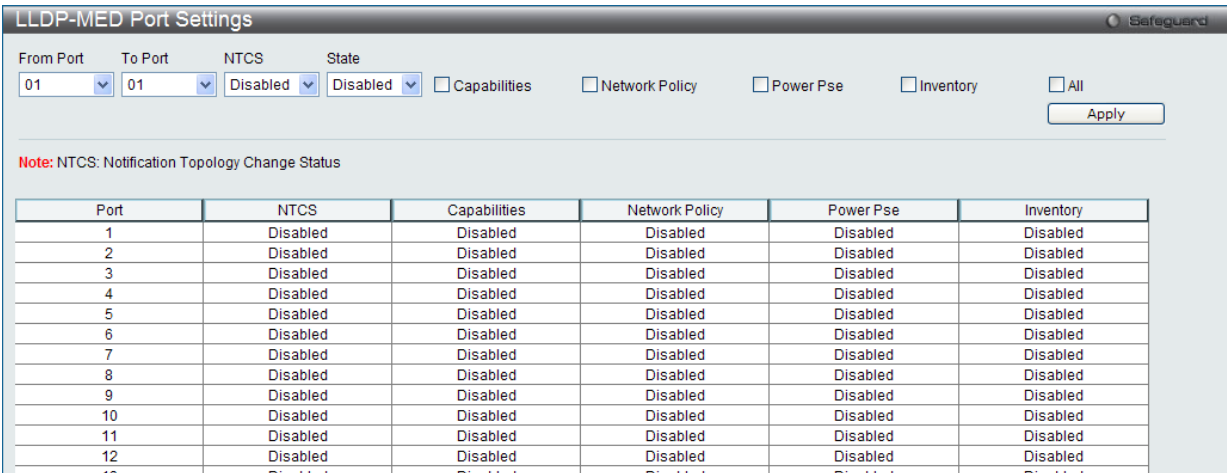 LLDP-MED Port Settings
Safeguard
From Port To Port NTCS State
01 01 Disabled Disabled Capabilities Network Policy Power Pse Inventory All
Apply
Note: NTCS: Notification Topology Change Status
Port NTCS Capabilities Network Policy Power Pse Inventory
1 Disabled Disabled Disabled Disabled Disabled
2 Disabled Disabled Disabled Disabled Disabled
3 Disabled Disabled Disabled Disabled Disabled
4 Disabled Disabled Disabled Disabled Disabled
5 Disabled Disabled Disabled Disabled Disabled
6 Disabled Disabled Disabled Disabled Disabled
7 Disabled Disabled Disabled Disabled Disabled
8 Disabled Disabled Disabled Disabled Disabled
9 Disabled Disabled Disabled Disabled Disabled
10 Disabled Disabled Disabled Disabled Disabled
11 Disabled Disabled Disabled Disabled Disabled
12 Disabled Disabled Disabled Disabled Disabled